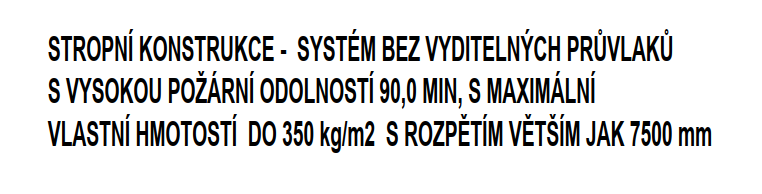 STROPNÍ KONSTRUKCE -  SYSTÉM BEZ VYDITELNÝCH PRŮVLAKŮ
S VYSOKOU POŽÁRNÍ ODOLNOSTÍ 90,0 MIN, S MAXIMÁLNÍ
VLASTNÍ HMOTOSTÍ  DO 350 kg/m2  S ROZPĚTÍM VĚTŠÍM JAK 7500 mm